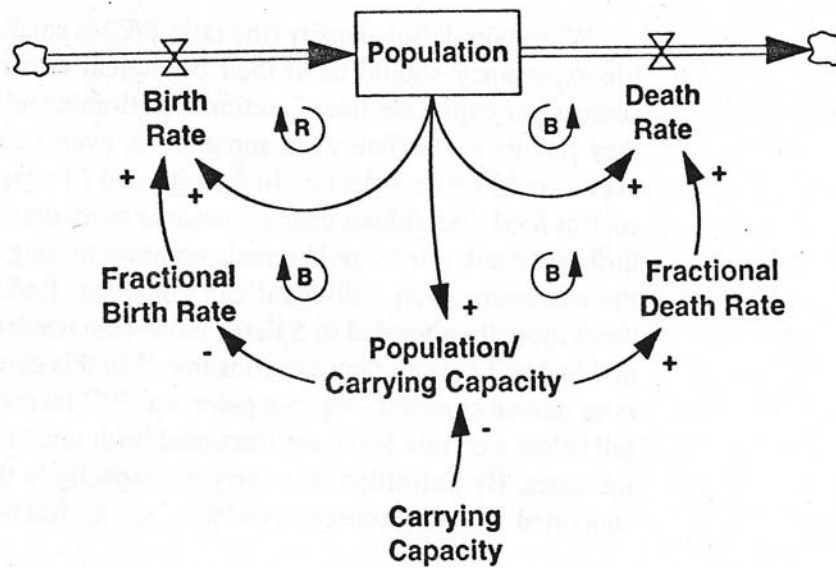 Population
Birth
Rate
R
B
Death
Rate
+
+
+
+
Fractional
Birth Rate
B
B
Fractional
Death Rate
-
+
+
Population/
Carrying Capacity
-
Carrying
Capacity